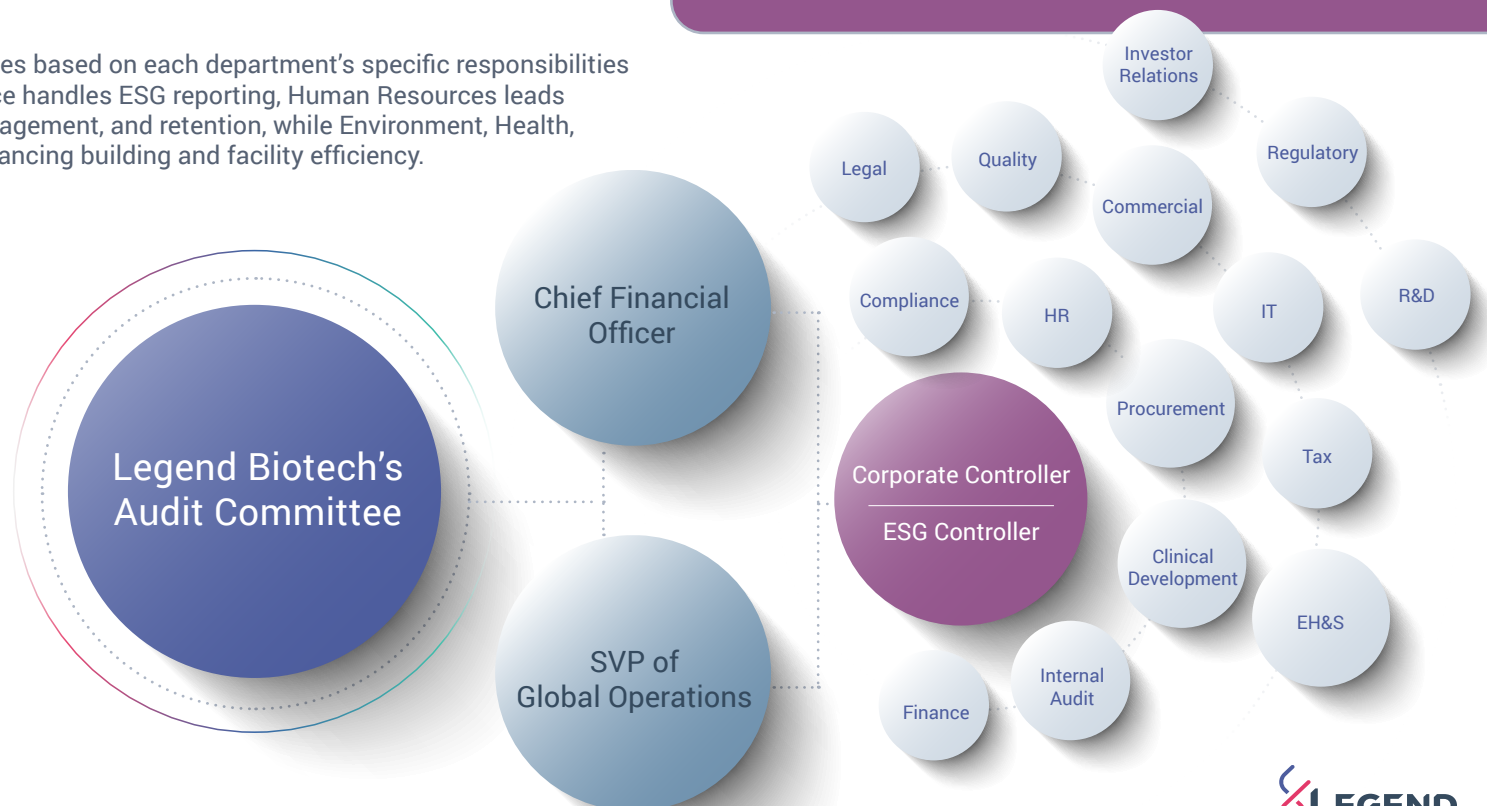 es based on each department's specific responsibilities
ce handles ESG reporting, Human Resources leads
agement, and retention, while Environment, Health,
ancing building and facility efficiency.
Investor
Relations
Regulatory
R&D
Legal
Quality
Commercial
IT
Tax
EH&S
Compliance
HR
Procurement
Clinical
Development
Internal
Audit
Finance
Chief Financial
Officer
Legend Biotech's
Audit Committee
Corporate Controller
ESG Controller
SVP of
Global Operations
LEGEND